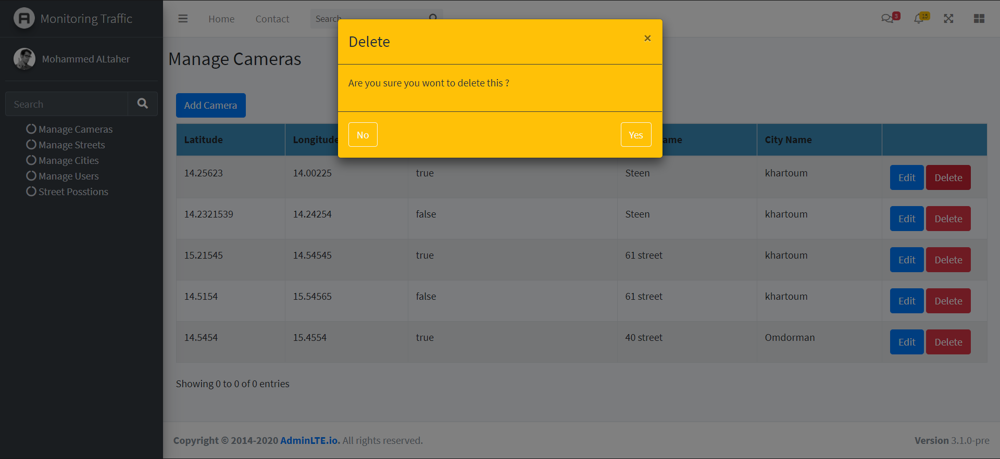 Monitoring Traffic
Home
Contact
Search
3
15
Mohammed ALtaher
Search
Manage Cameras
Manage Streets
Manage Cities
Manage Users
Street Posstions
Manage Cameras
Delete
×
Are you sure you wont to delete this ?
No
Yes
Add Camera
Latitude Longitude ame City Name
14.25623 14.00225 true Steen khartoum Edit Delete
14.2321539 14.24254 false Steen khartoum Edit Delete
15.21545 14.54545 true 61 street khartoum Edit Delete
14.5154 15.54565 false 61 street khartoum Edit Delete
14.5454 15.4554 true 40 street Omdorman Edit Delete
Showing 0 to 0 of 0 entries
Copyright © 2014-2020 AdminLTE.io. All rights reserved.
Version 3.1.0-pre